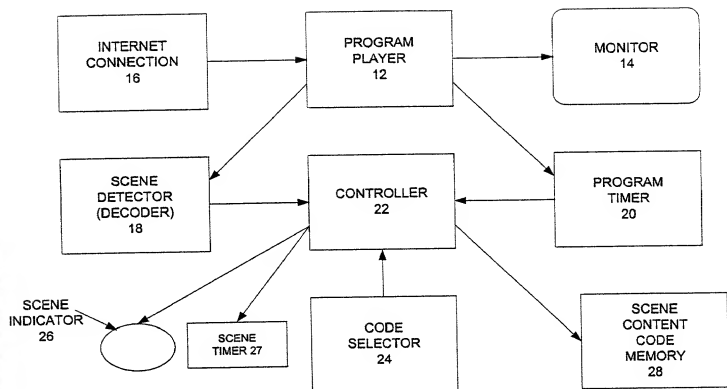 INTERNET
CONNECTION
16
PROGRAM
PLAYER
12
MONITOR
14
SCENE
DETECTOR
(DECODER)
18
CONTROLLER
22
PROGRAM
TIMER
20
SCENE
INDICATOR
26
SCENE
TIMER 27
CODE
SELECTOR
24
SCENE
CONTENT
CODE
MEMORY
28